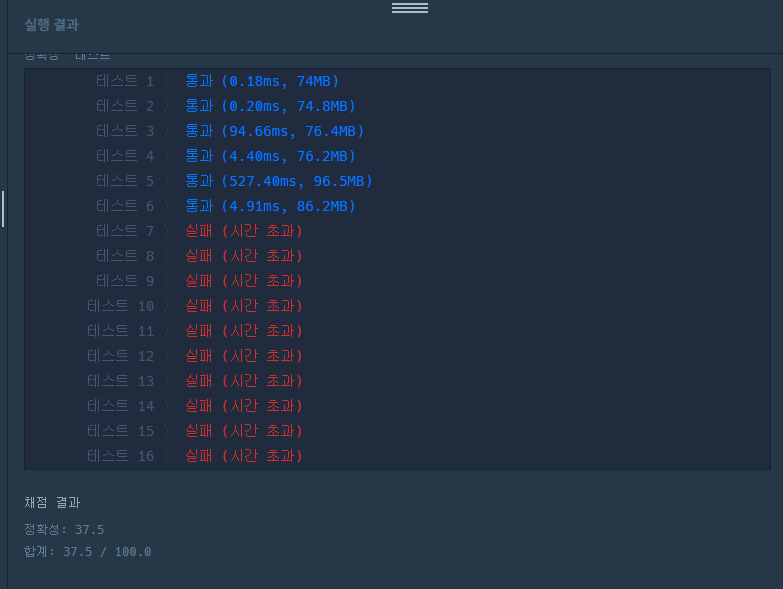 실행 결과
정확성 테스트
테스트 1 〉 통과 (0.18ms, 74MB)
테스트 2 〉 통과 (0.20ms, 74.8MB)
테스트 3 〉 통과 (94.66ms, 76.4MB)
테스트 4 〉 통과 (4.40ms, 76.2MB)
테스트 5 〉 통과 (527.40ms, 96.5MB)
테스트 6 〉 통과 (4.91ms, 86.2MB)
테스트 7 〉 실패 (시간 초과)
테스트 8 〉 실패 (시간 초과)
테스트 9 〉 실패 (시간 초과)
테스트 10 〉 실패 (시간 초과)
테스트 11 〉 실패 (시간 초과)
테스트 12 〉 실패 (시간 초과)
테스트 13 〉 실패 (시간 초과)
테스트 14 〉 실패 (시간 초과)
테스트 15 〉 실패 (시간 초과)
테스트 16 〉 실패 (시간 초과)
채점 결과
정확성: 37.5
합계: 37.5 / 100.0